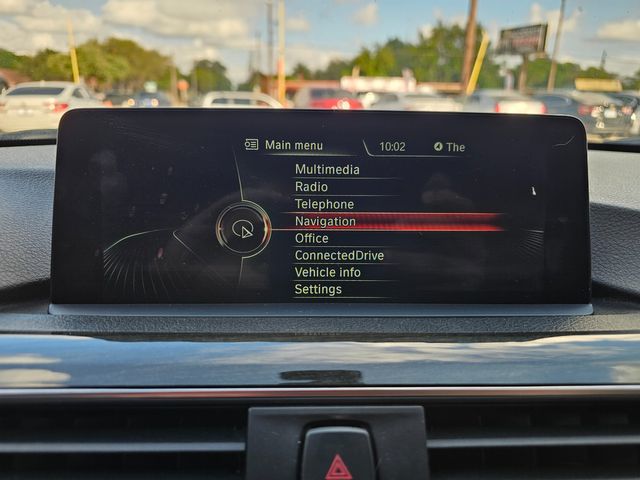 Main menu 10:02 The
Multimedia
Radio
Telephone
Navigation
Office
ConnectedDrive
Vehicle info
Settings